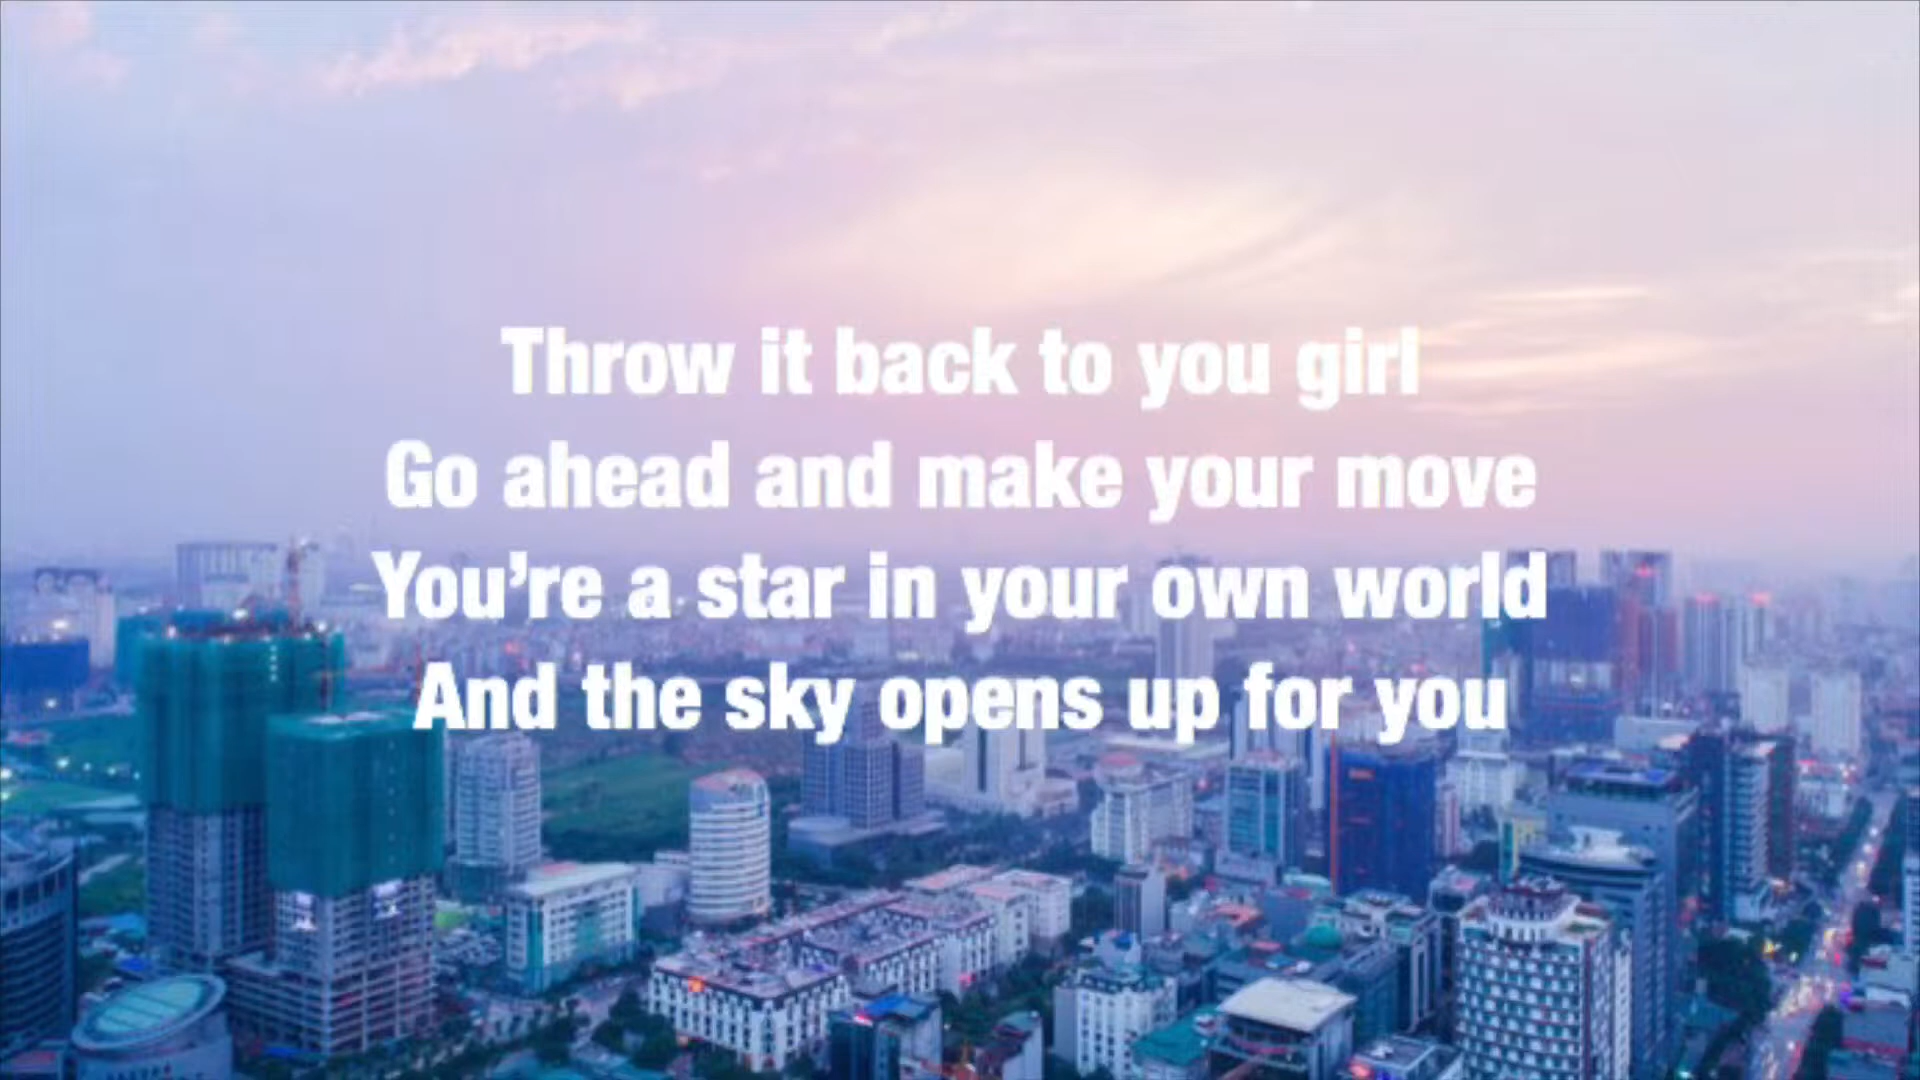 Throw it back to you girl
Go ahead and make your move
You’re a star in your own world
And the sky opens up for you